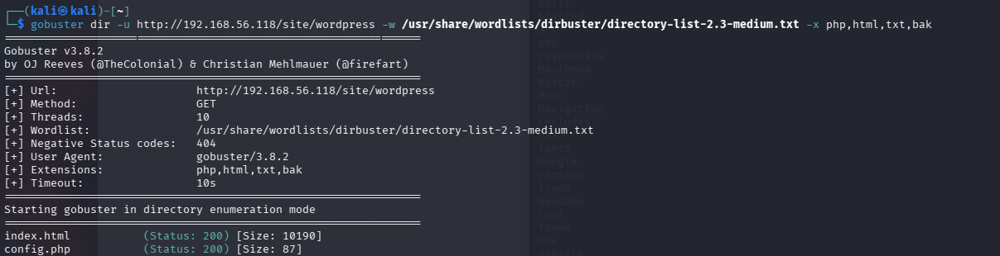 ┌──(kali㉿kali)-[~]
└─$ gobuster dir -u http://192.168.56.118/site/wordpress -w /usr/share/wordlists/dirbuster/directory-list-2.3-medium.txt -x php,html,txt,bak
===============================================================
Gobuster v3.8.2
by OJ Reeves (@TheColonial) & Christian Mehlmauer (@firefart)
===============================================================
[+] Url:                     http://192.168.56.118/site/wordpress
[+] Method:                  GET
[+] Threads:                 10
[+] Wordlist:                /usr/share/wordlists/dirbuster/directory-list-2.3-medium.txt
[+] Negative Status codes:   404
[+] User Agent:              gobuster/3.8.2
[+] Extensions:              php,html,txt,bak
[+] Timeout:                 10s
===============================================================
Starting gobuster in directory enumeration mode
===============================================================
index.html           (Status: 200) [Size: 10190]
config.php           (Status: 200) [Size: 87]
Built
Started
one
responsive
Masthead
Buscar
Menu
Navigation
includes
fonts
Google
version
icons
Awesome
Font
Theme
One
website